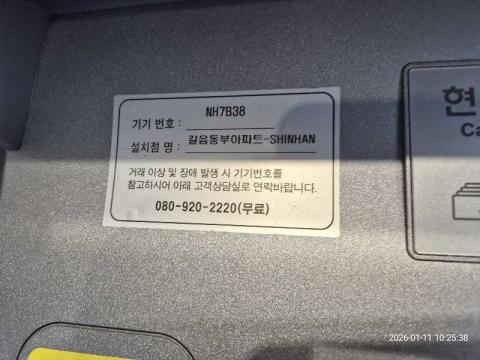 NH7B38
기기 번호 :
길음동부아파트-SHINHAN
설치점 명 :
거래 이상 및 장애 발생 시 기기번호를
참고하시어 아래 고객상담실로 연락바랍니다.
080-920-2220(무료)
현
Ca
2026-01-11 10:25:38